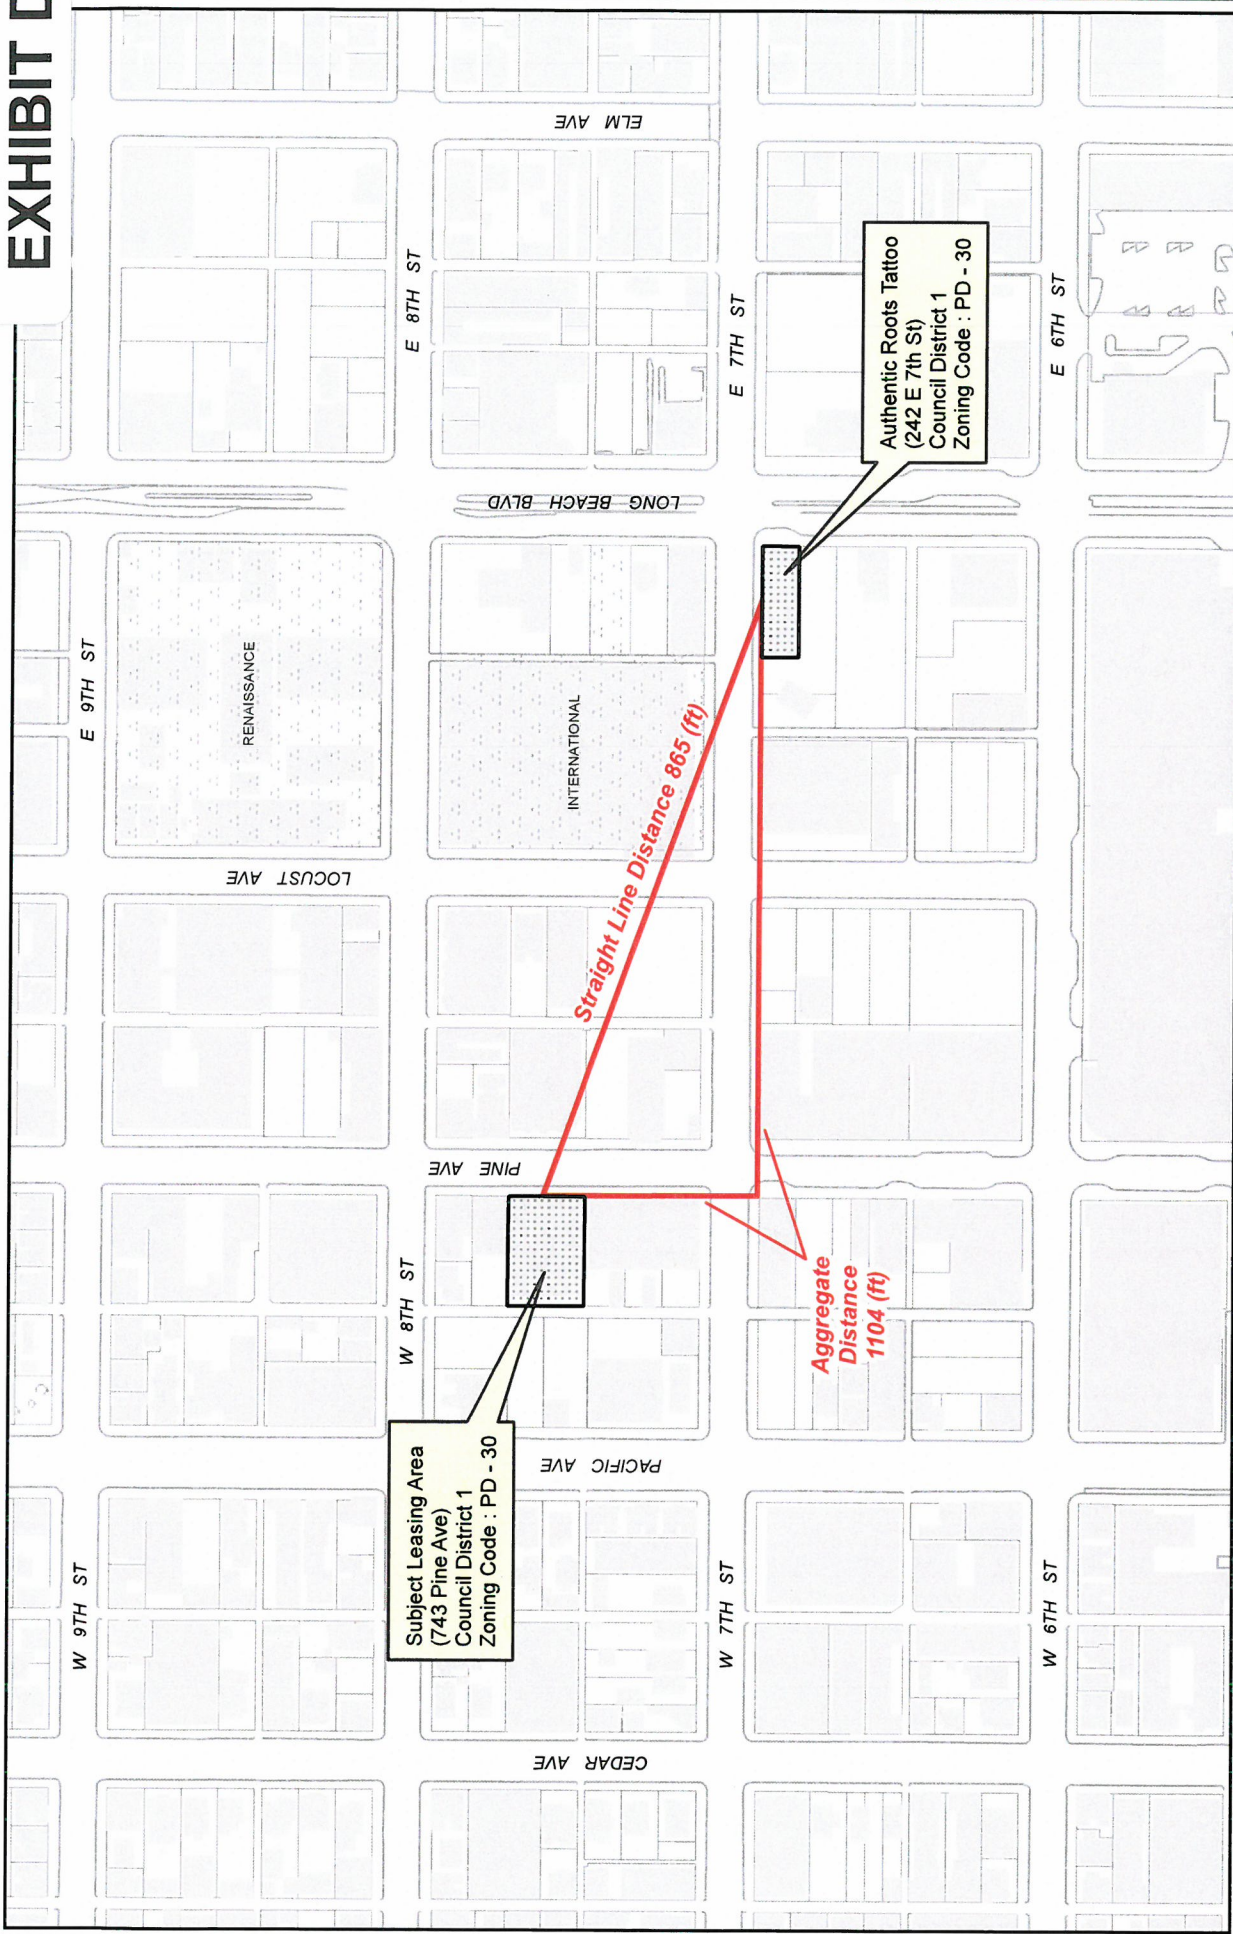 EXHIBIT D
W 9TH ST
E 9TH ST
RENAISSANCE
LOCUST AVE
W 8TH ST
E 8TH ST
Subject Leasing Area
(743 Pine Ave)
Council District 1
Zoning Code : PD - 30
PINE AVE
CEDAR AVE
PACIFIC AVE
INTERNATIONAL
LONG BEACH BLVD
ELM AVE
Straight Line Distance 865 (ft)
W 7TH ST
E 7TH ST
Aggregate
Distance
1104 (ft)
Authentic Roots Tattoo
(242 E 7th St)
Council District 1
Zoning Code : PD - 30
W 6TH ST
E 6TH ST